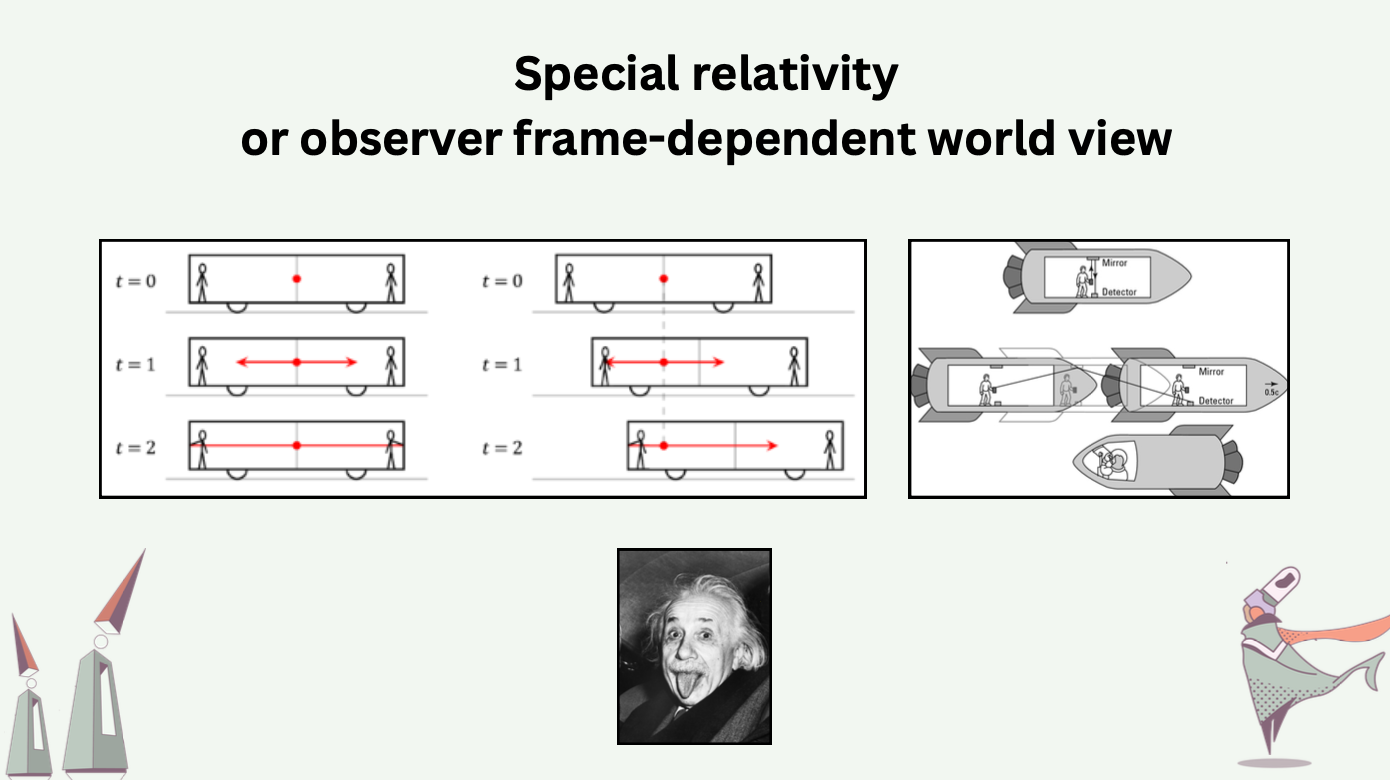 Special relativity
or observer frame-dependent world view
t = 0
t = 1
t = 2
t = 0
t = 1
t = 2
Mirror
Detector
Mirror
0.5c
Detector